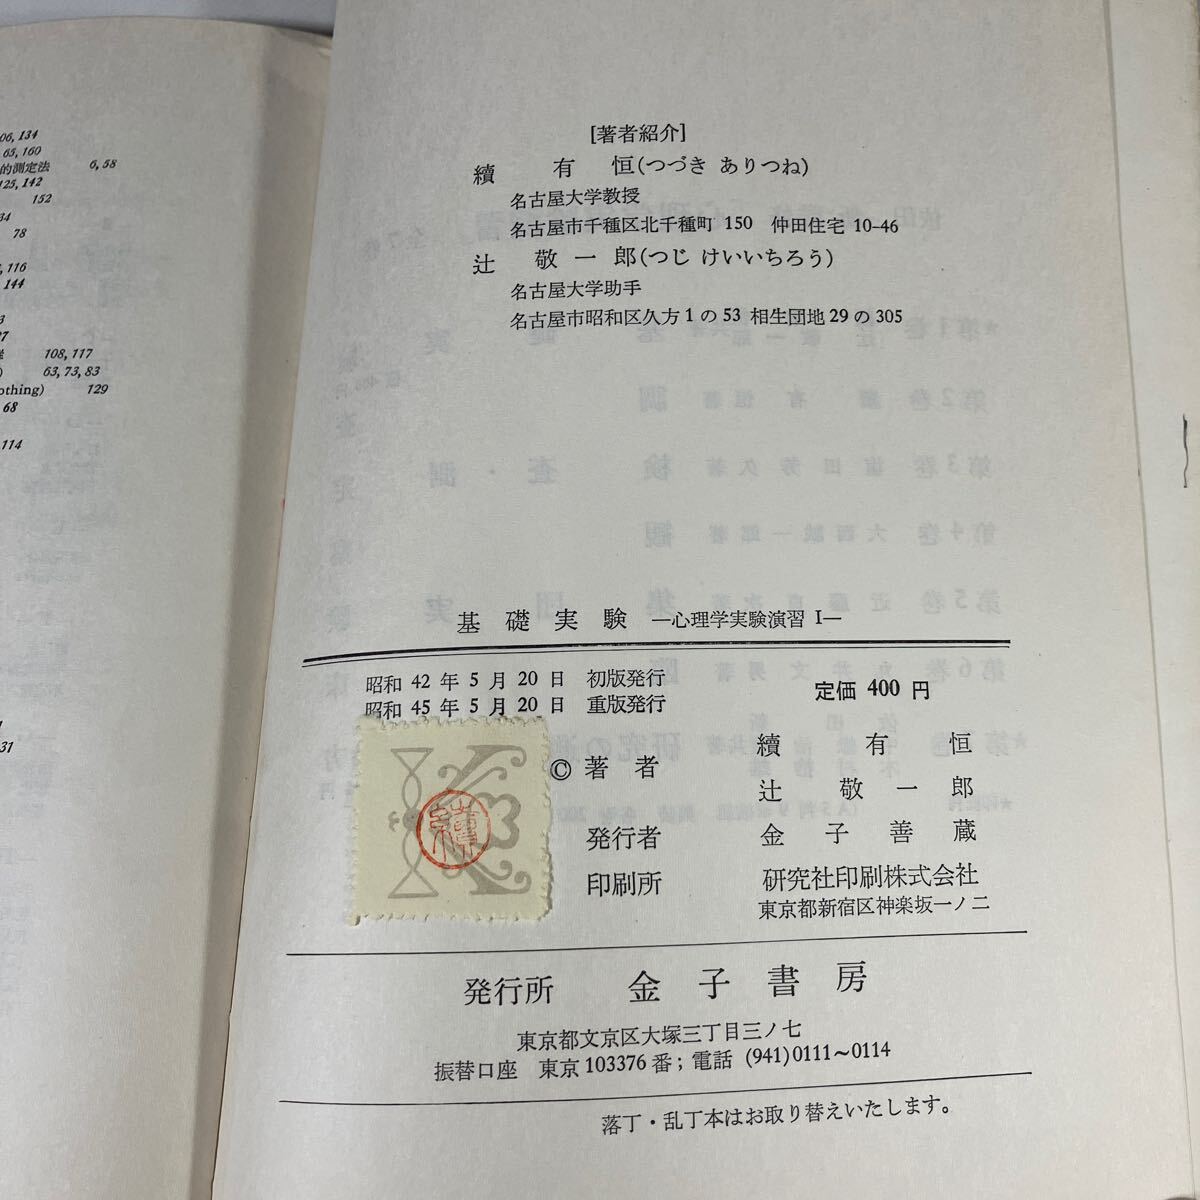 06, 134
65, 160
的測定法 6, 58
125, 142
152
34
78
, 116
144
3
27
108, 117
) 63, 73, 83
othing) 129
68
, 114
31
[著者紹介]
續 有 恒(つづき ありつね)
名古屋大学教授
名古屋市千種区北千種町 150 仲田住宅 10-46
辻 敬 一 郎(つじ けいいちろう)
名古屋大学助手
名古屋市昭和区久方 1 の 53 相生団地 29 の 305
基 礎 実 験 —心理学実験演習 I—
昭和 42 年 5 月 20 日 初版発行
昭和 45 年 5 月 20 日 重版発行
定価 400 円
© 著 者 續 有 恒
辻 敬 一 郎
発行者 金 子 善 蔵
印刷所 研究社印刷株式会社
東京都新宿区神楽坂一ノ二
發行所 金 子 書 房
東京都文京区大塚三丁目三ノ七
振替口座 東京 103376 番 ; 電話 (941) 0111~0114
落丁・乱丁本はお取り替えいたします。